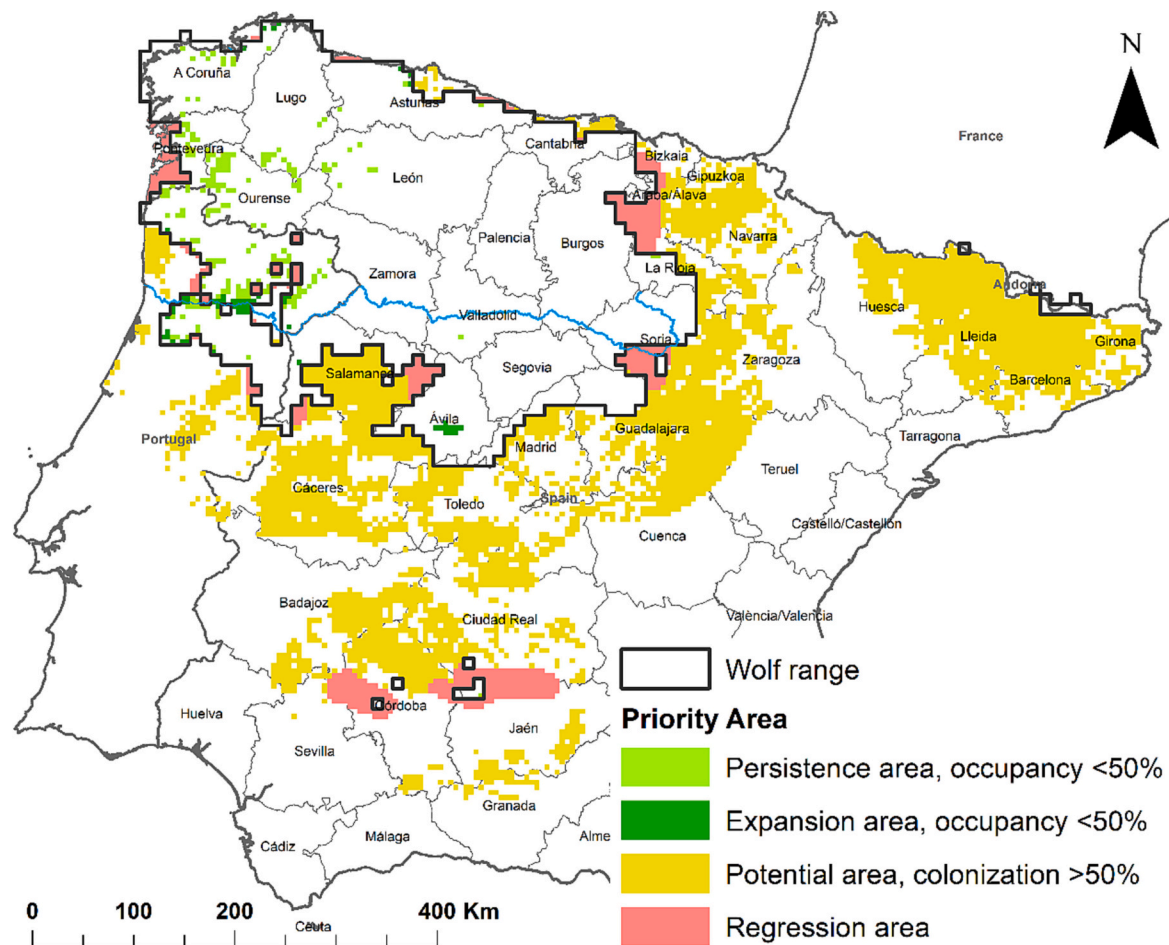 N
A Coruña
Lugo
Asturias
Cantabria
Bizkaia
Gipuzkoa
France
Pontevedra
León
Araba/Álava
Ourense
Navarra
Palencia
Burgos
La Rioja
Andorra
Zamora
Huesca
Valladolid
Lleida
Girona
Soria
Zaragoza
Salamanca
Segovia
Barcelona
Ávila
Guadalajara
Tarragona
Portugal
Madrid
Teruel
Cáceres
Toledo
Spain
Castelló/Castellón
Cuenca
Badajoz
Ciudad Real
València/Valencia
Wolf range
Huelva
Córdoba
Priority Area
Jaén
Sevilla
Persistence area, occupancy <50%
Granada
Expansion area, occupancy <50%
Málaga
Alme
Cádiz
Potential area, colonization >50%
0 100 200 400 Km
Regression area
Ceuta